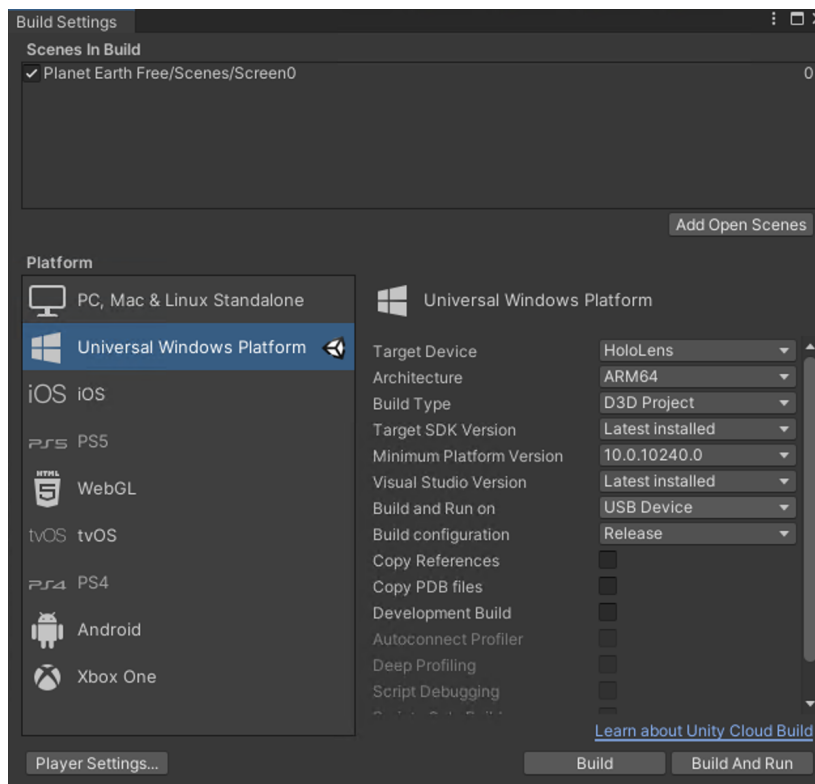 Build Settings
Scenes In Build
Planet Earth Free/Scenes/Screen0 0
Add Open Scenes
Platform
PC, Mac & Linux Standalone
Universal Windows Platform
iOS iOS
PS5 PS5
HTML 5 WebGL
tvOS tvOS
PS4 PS4
Android
Xbox One
Universal Windows Platform
Target Device HoloLens
Architecture ARM64
Build Type D3D Project
Target SDK Version Latest installed
Minimum Platform Version 10.0.10240.0
Visual Studio Version Latest installed
Build and Run on USB Device
Build configuration Release
Copy References
Copy PDB files
Development Build
Autoconnect Profiler
Deep Profiling
Script Debugging
Learn about Unity Cloud Build
Player Settings...
Build
Build And Run